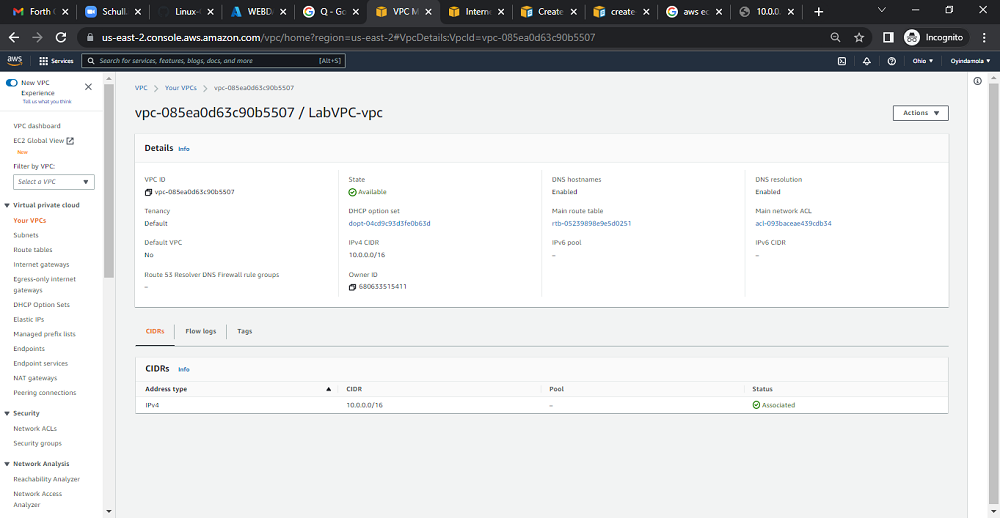 Forth C
Schull.
Linux-
WEBDA
Q - Go
VPC M
Interne
Create
create
aws ec
10.0.0.
us-east-2.console.aws.amazon.com/vpc/home?region=us-east-2#VpcDetails:VpcId=vpc-085ea0d63c90b5507
Incognito
aws
Services
Search for services, features, blogs, docs, and more
[Alt+S]
Ohio
Oyindamola
New VPC
Experience
Tell us what you think
VPC dashboard
EC2 Global View
New
Filter by VPC:
Select a VPC
Virtual private cloud
Your VPCs
Subnets
Route tables
Internet gateways
Egress-only internet
gateways
DHCP Option Sets
Elastic IPs
Managed prefix lists
Endpoints
Endpoint services
NAT gateways
Peering connections
Security
Network ACLs
Security groups
Network Analysis
Reachability Analyzer
Network Access
Analyzer
VPC > Your VPCs > vpc-085ea0d63c90b5507
vpc-085ea0d63c90b5507 / LabVPC-vpc
Actions
Details Info
VPC ID
vpc-085ea0d63c90b5507
State
Available
DNS hostnames
Enabled
DNS resolution
Enabled
Tenancy
Default
DHCP option set
dopt-04cd9c93d3fe0b63d
Main route table
rtb-05239898e9e5d0251
Main network ACL
acl-093baceae439cdb34
Default VPC
No
IPv4 CIDR
10.0.0.0/16
IPv6 pool
–
IPv6 CIDR
–
Route 53 Resolver DNS Firewall rule groups
–
Owner ID
680633515411
CIDRs
Flow logs
Tags
CIDRs Info
Address type
CIDR
Pool
Status
IPv4
10.0.0.0/16
–
Associated